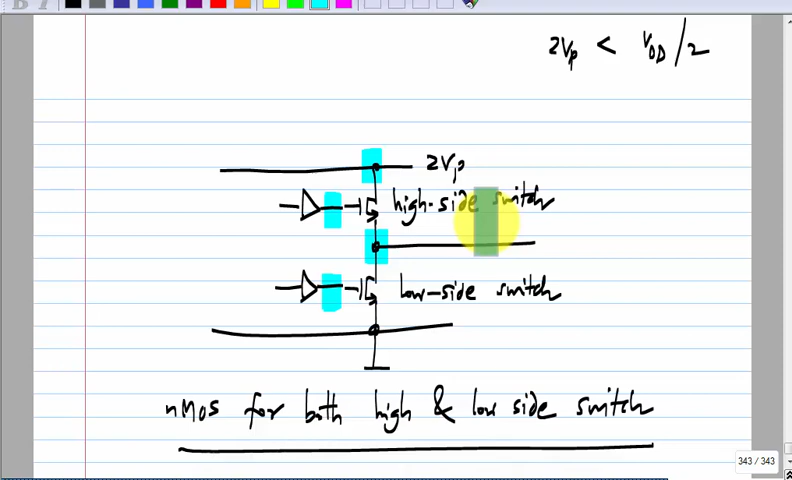 2Vp < VDD/2
2Vp
high-side switch
low-side switch
nMOS for both high & low side switch
343 / 343